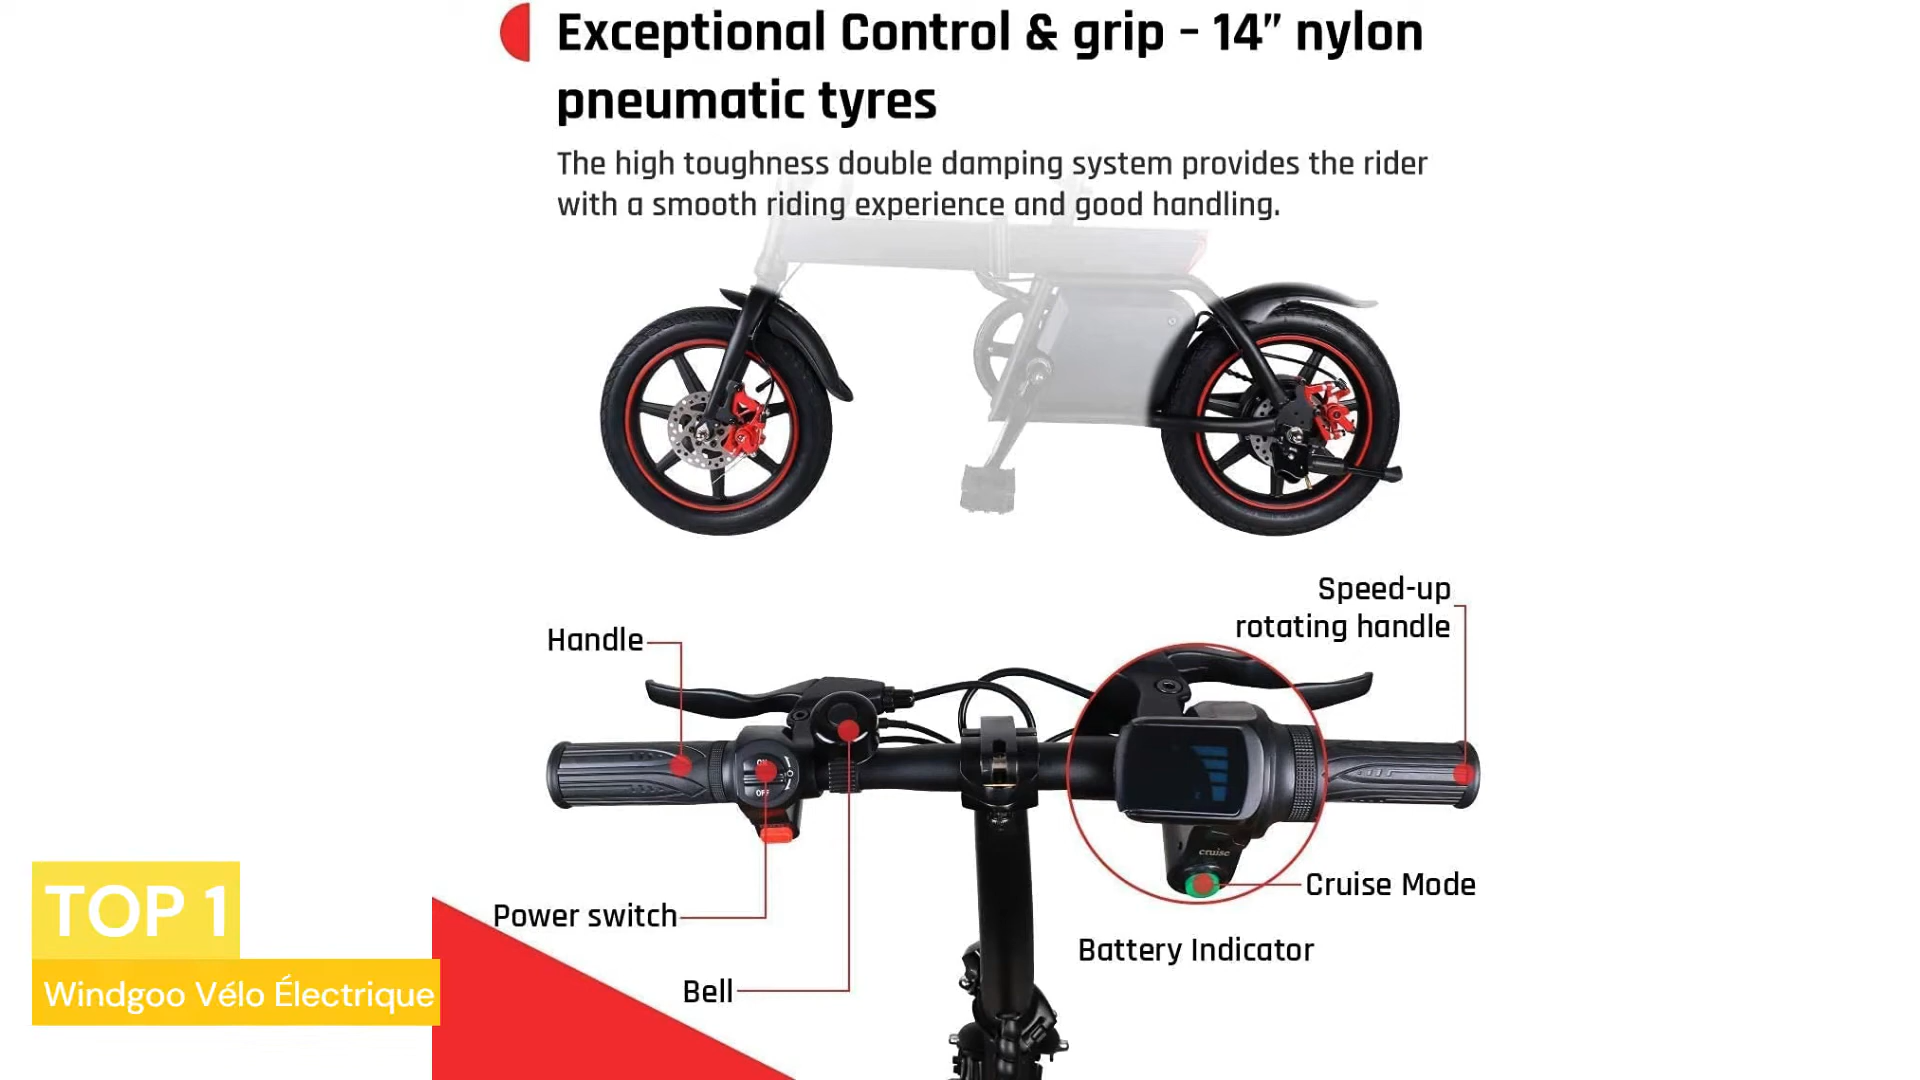 Exceptional Control & grip – 14” nylon
pneumatic tyres
The high toughness double damping system provides the rider
with a smooth riding experience and good handling.
Speed-up
rotating handle
Handle
ON
OFF
cruise
Cruise Mode
Power switch
Battery Indicator
Bell
TOP 1
Windgoo Vélo Électrique